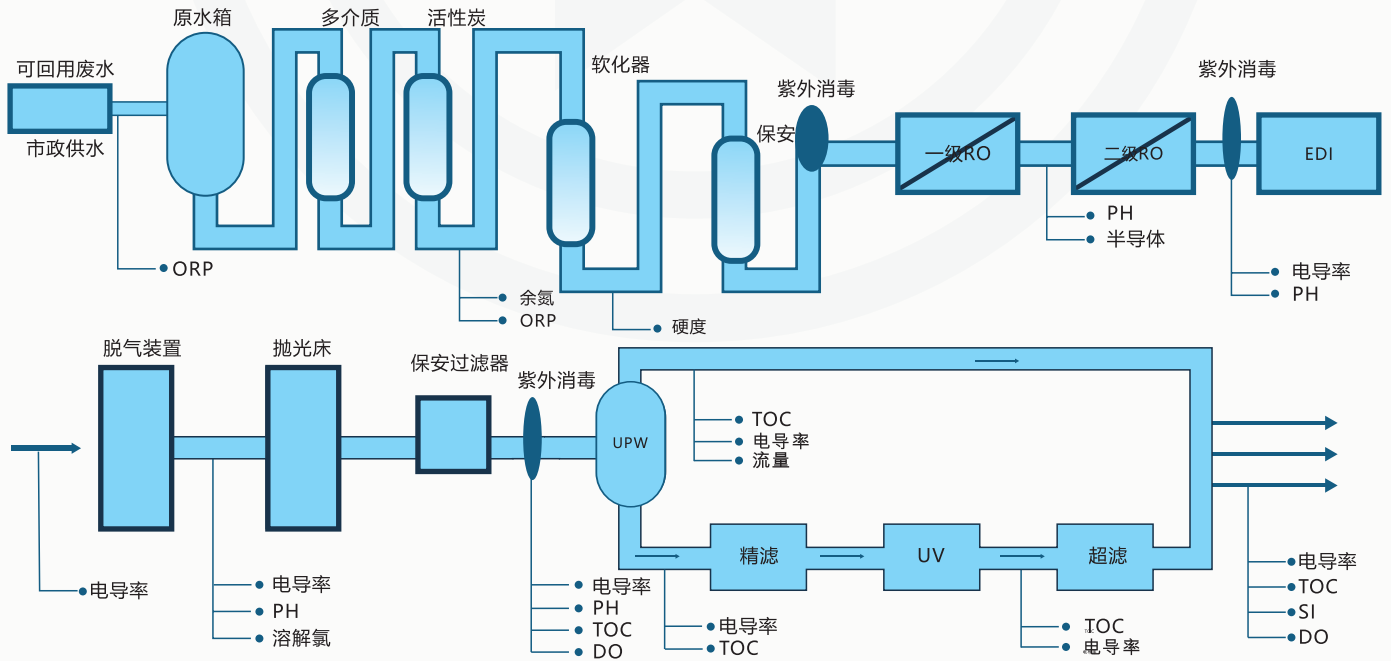 原水箱
多介质
活性炭
可回用废水
市政供水
软化器
紫外消毒
保安
紫外消毒
一级RO
二级RO
EDI
PH
半导体
ORP
电导率
PH
余氮
ORP
硬度
脱气装置
抛光床
保安过滤器
紫外消毒
UPW
TOC
电导率
流量
精滤
UV
超滤
电导率
电导率
PH
溶解氯
电导率
PH
TOC
DO
电导率
TOC
TOC
电导率
电导率
TOC
SI
DO